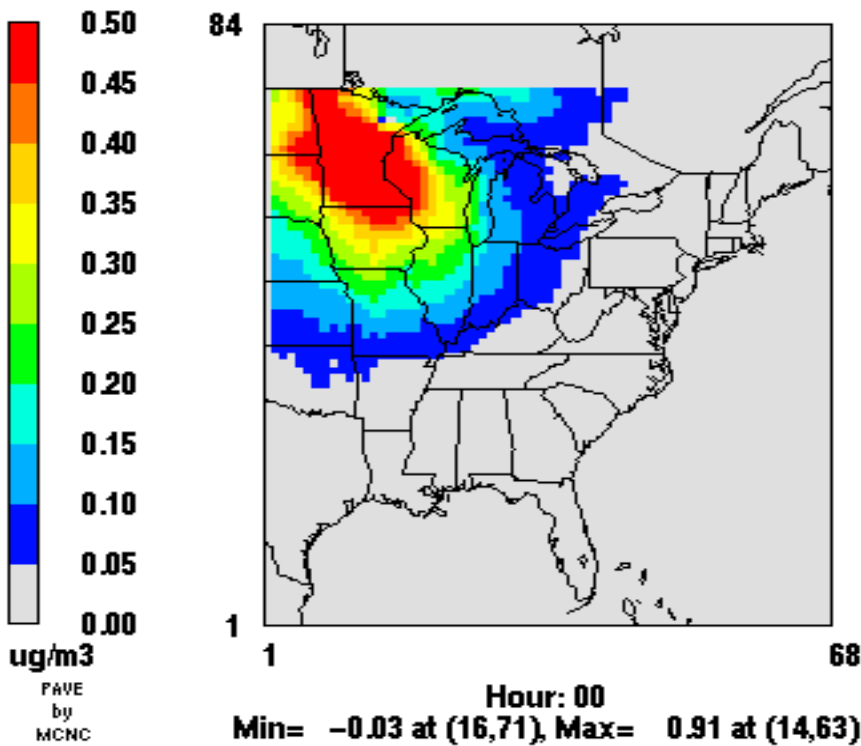 0.50
0.45
0.40
0.35
0.30
0.25
0.20
0.15
0.10
0.05
0.00
ug/m3
PAVE
by
MCNC
84
1
1 68
Hour: 00
Min= −0.03 at (16,71), Max= 0.91 at (14,63)